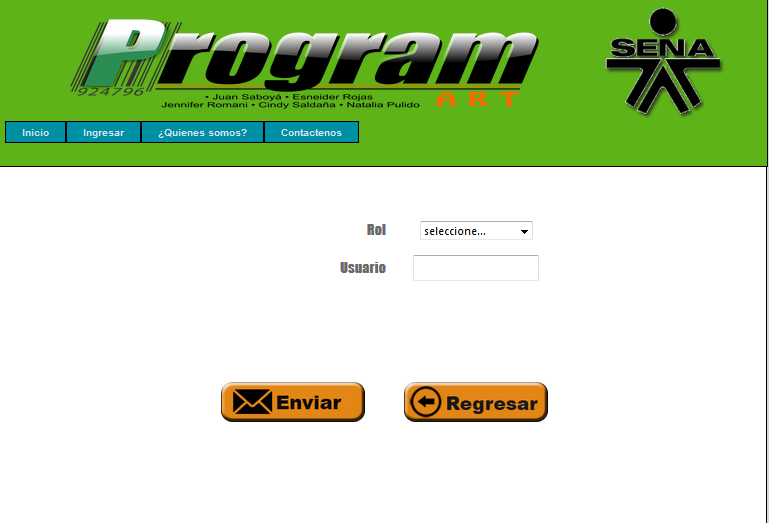 Program
ART
924796
• Juan Saboyá • Esneider Rojas
Jennifer Romani • Cindy Saldaña • Natalia Pulido
SENA
Inicio
Ingresar
¿Quienes somos?
Contactenos
Rol
seleccione...
Usuario
Enviar
Regresar